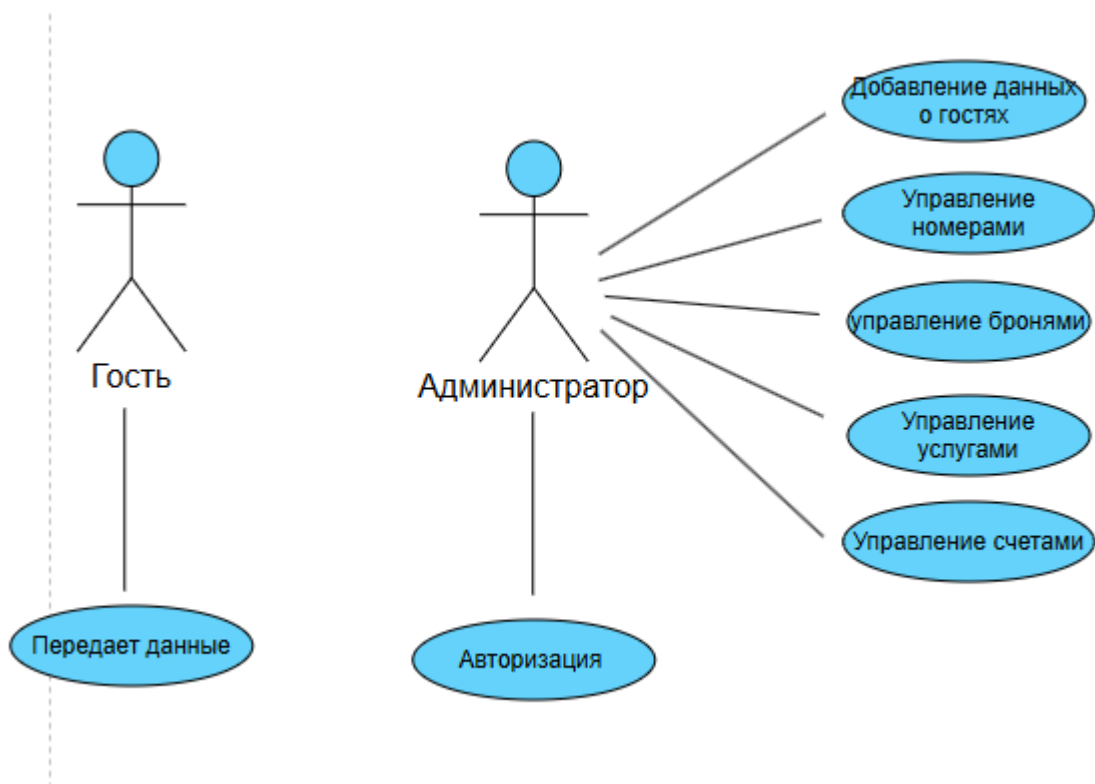 Добавление данных
о гостях
Управление
номерами
управление бронями
Гость
Администратор
Управление
услугами
Управление счетами
Передает данные
Авторизация